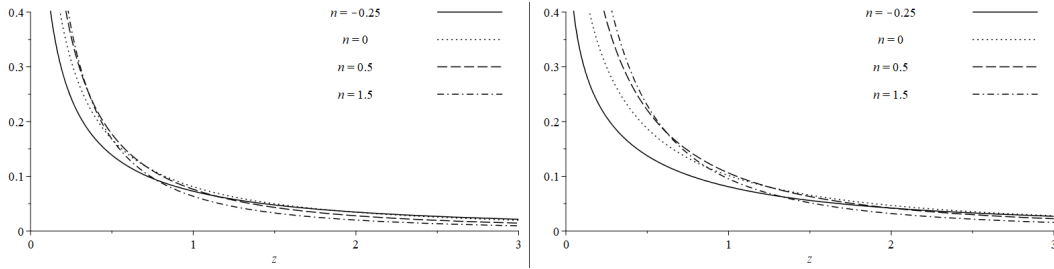 0.4
0.3
0.2
0.1
0
0
1
2
3
z
n = −0.25
n = 0
n = 0.5
n = 1.5
0.4
0.3
0.2
0.1
0
0
1
2
3
z
n = −0.25
n = 0
n = 0.5
n = 1.5